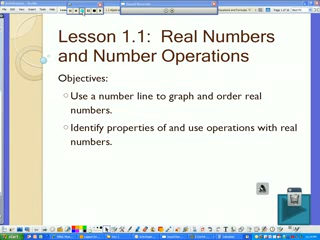 Lesson 1.1: Real Numbers
and Number Operations
Objectives:
Use a number line to graph and order real
numbers.
Identify properties of and use operations with real
numbers.
start